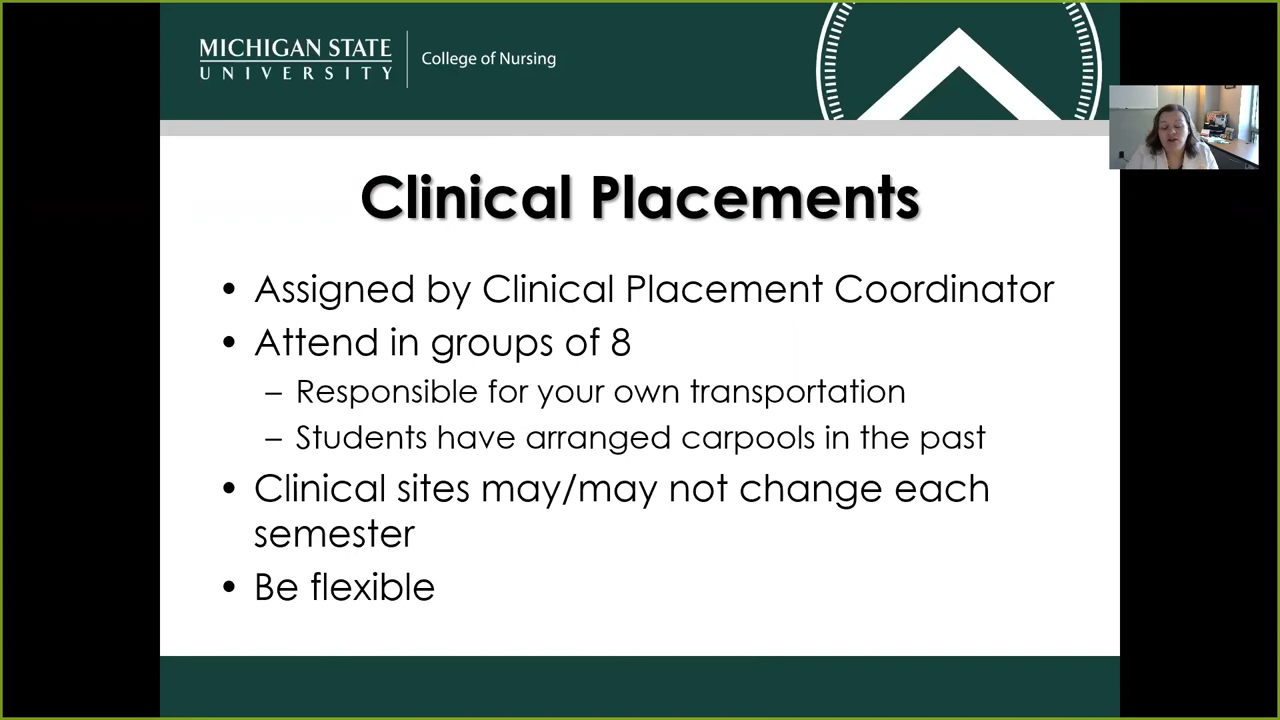 MICHIGAN STATE
UNIVERSITY
College of Nursing
Clinical Placements
• Assigned by Clinical Placement Coordinator
• Attend in groups of 8
– Responsible for your own transportation
– Students have arranged carpools in the past
• Clinical sites may/may not change each
semester
• Be flexible